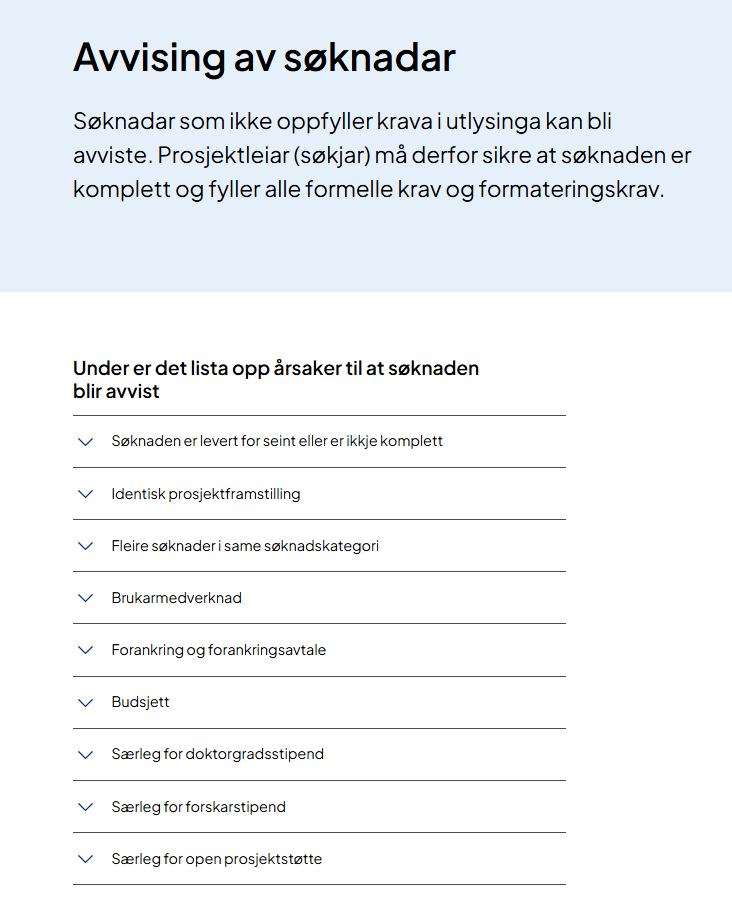 Avvising av søknadar
Søknadar som ikke oppfyller krava i utlysinga kan bli
avviste. Prosjektleiar (søkjar) må derfor sikre at søknaden er
komplett og fyller alle formelle krav og formateringskrav.
Under er det lista opp årsaker til at søknaden
blir avvist
Søknaden er levert for seint eller er ikkje komplett
Identisk prosjektframstilling
Fleire søknader i same søknadskategori
Brukarmedverknad
Forankring og forankringsavtale
Budsjett
Særleg for doktorgradsstipend
Særleg for forskarstipend
Særleg for open prosjektstøtte